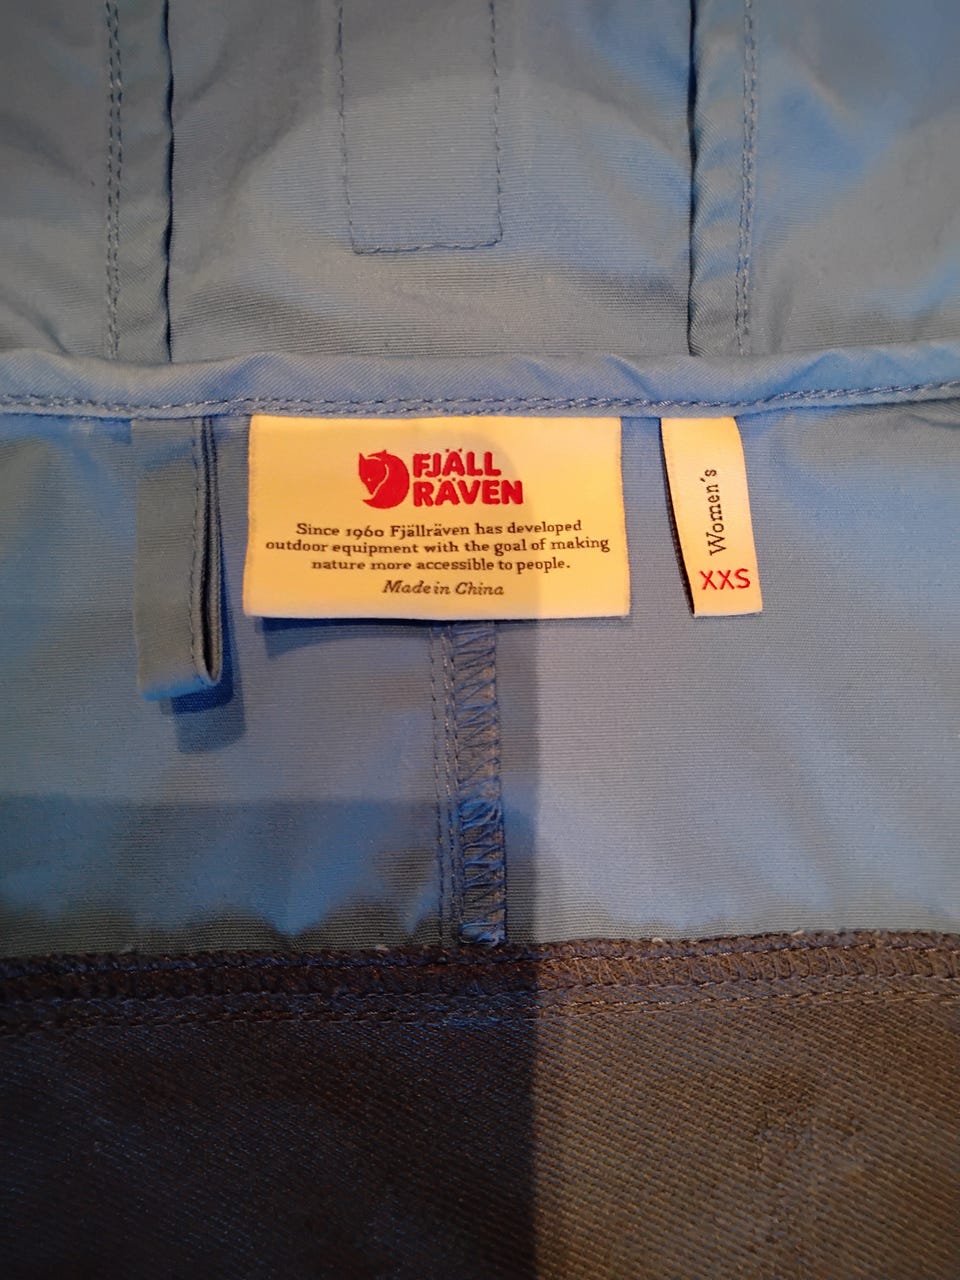 FJÄLL
RÄVEN
Since 1960 Fjällräven has developed
outdoor equipment with the goal of making
nature more accessible to people.
Made in China
Women's
XXS